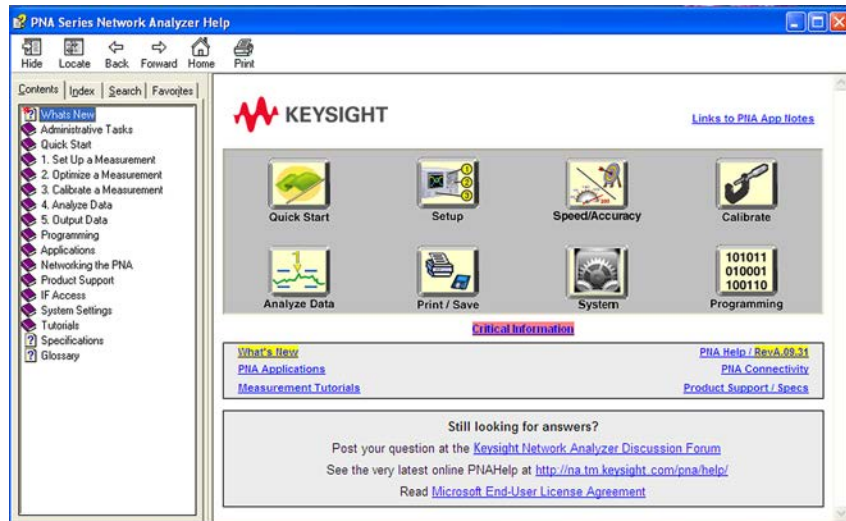 PNA Series Network Analyzer Help
Hide Locate Back Forward Home Print
Contents Index Search Favorites
Whats New
Administrative Tasks
Quick Start
1. Set Up a Measurement
2. Optimize a Measurement
3. Calibrate a Measurement
4. Analyze Data
5. Output Data
Programming
Applications
Networking the PNA
Product Support
IF Access
System Settings
Tutorials
Specifications
Glossary
KEYSIGHT
Links to PNA App Notes
1
2
3
Quick Start Setup Speed/Accuracy Calibrate
1
101011
010001
100110
Analyze Data Print / Save System Programming
Critical Information
What's New PNA Help / RevA.09.31
PNA Applications PNA Connectivity
Measurement Tutorials Product Support / Specs
Still looking for answers?
Post your question at the Keysight Network Analyzer Discussion Forum
See the very latest online PNAHelp at http://na.tm.keysight.com/pna/help/
Read Microsoft End-User License Agreement